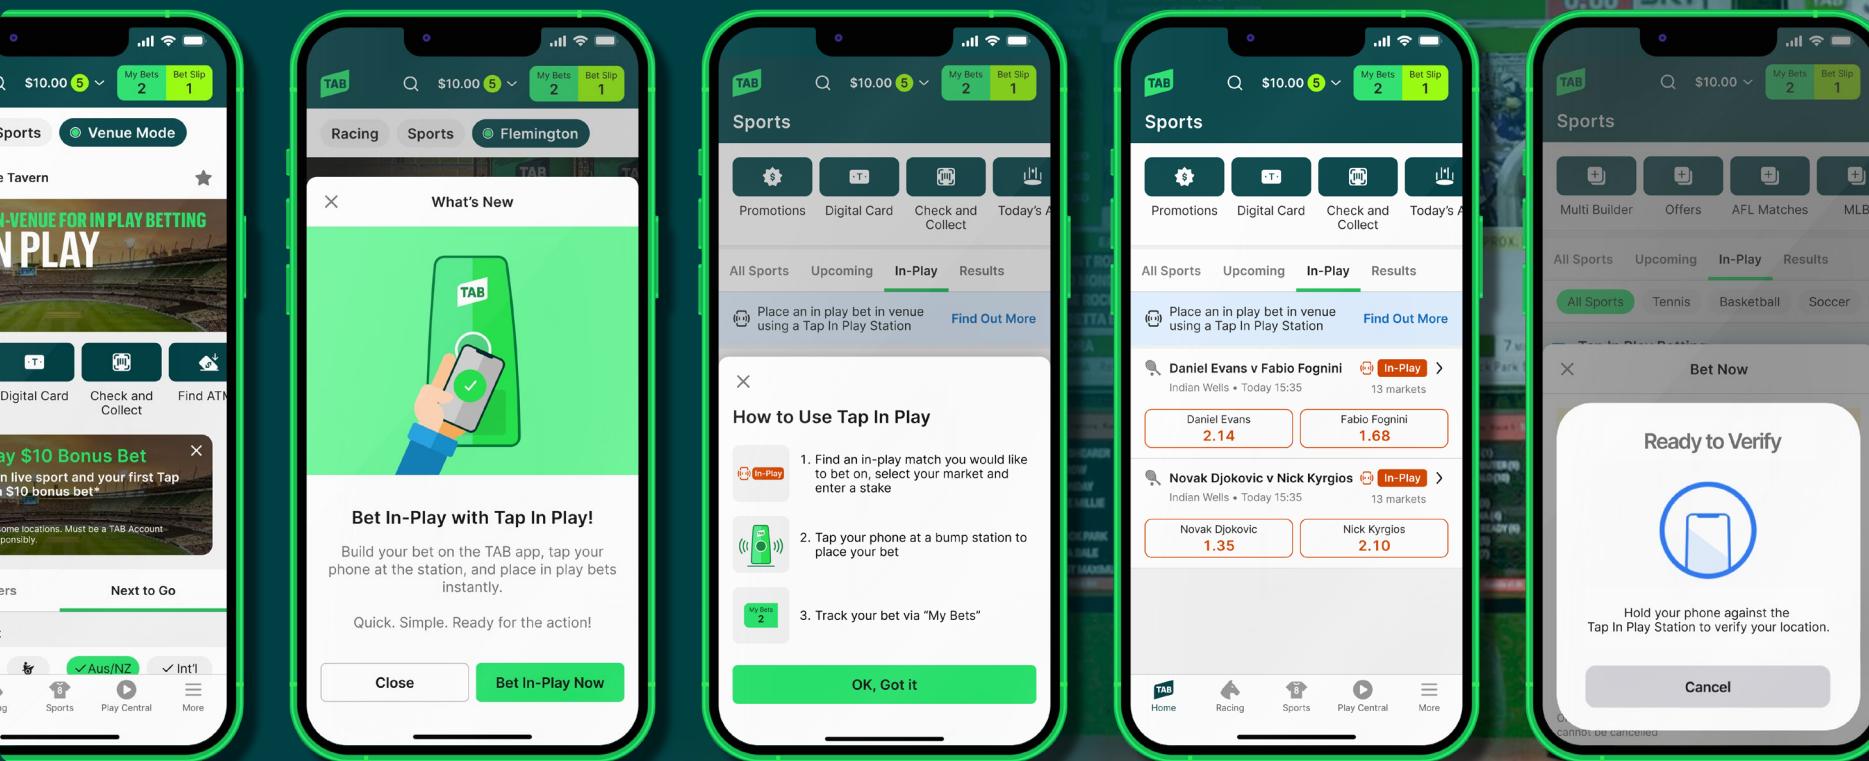 $10.00 5
My Bets
2
Bet Slip
1
Sports
Venue Mode
e Tavern
N-VENUE FOR IN PLAY BETTING
N PLAY
Digital Card
Check and
Collect
Find ATM
ay $10 Bonus Bet
n live sport and your first Tap
a $10 bonus bet*
some locations. Must be a TAB Account
ponsibly.
ers
Next to Go
Aus/NZ
Int'l
ng
8
Sports
Play Central
More
TAB
$10.00 5
My Bets
2
Bet Slip
1
Racing
Sports
Flemington
TAB
What's New
TAB
Bet In-Play with Tap In Play!
Build your bet on the TAB app, tap your
phone at the station, and place in play bets
instantly.
Quick. Simple. Ready for the action!
Close
Bet In-Play Now
TAB
$10.00 5
My Bets
2
Bet Slip
1
Sports
Promotions
Digital Card
Check and
Collect
Today's A
All Sports
Upcoming
In-Play
Results
Place an in play bet in venue
using a Tap In Play Station
Find Out More
How to Use Tap In Play
In-Play
1. Find an in-play match you would like
to bet on, select your market and
enter a stake
2. Tap your phone at a bump station to
place your bet
My Bets
2
3. Track your bet via “My Bets”
OK, Got it
TAB
$10.00 5
My Bets
2
Bet Slip
1
Sports
Promotions
Digital Card
Check and
Collect
Today's A
All Sports
Upcoming
In-Play
Results
Place an in play bet in venue
using a Tap In Play Station
Find Out More
Daniel Evans v Fabio Fognini
In-Play
Indian Wells • Today 15:35
13 markets
Daniel Evans
2.14
Fabio Fognini
1.68
Novak Djokovic v Nick Kyrgios
In-Play
Indian Wells • Today 15:35
13 markets
Novak Djokovic
1.35
Nick Kyrgios
2.10
TAB
Home
Racing
8
Sports
Play Central
More
TAB
$10.00
My Bets
2
Bet Slip
1
Sports
Multi Builder
Offers
AFL Matches
MLB
All Sports
Upcoming
In-Play
Results
All Sports
Tennis
Basketball
Soccer
Bet Now
Ready to Verify
Hold your phone against the
Tap In Play Station to verify your location.
Cancel
cannot be cancelled